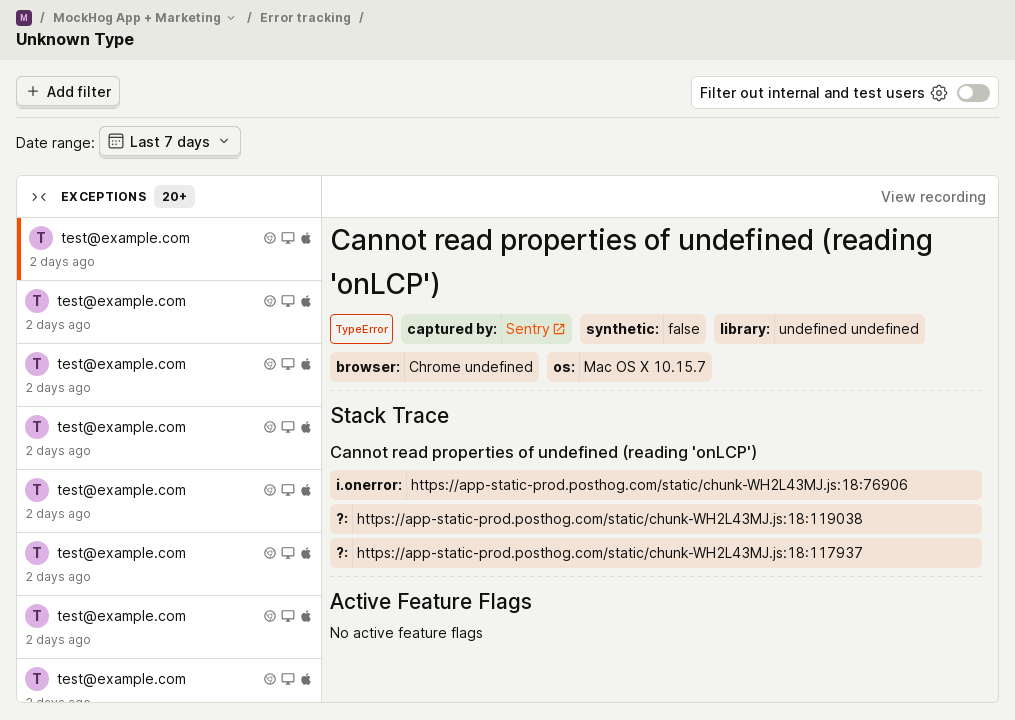 M / MockHog App + Marketing / Error tracking /
Unknown Type
Add filter
Filter out internal and test users
Date range: Last 7 days
EXCEPTIONS 20+
View recording
T test@example.com
2 days ago
T test@example.com
2 days ago
T test@example.com
2 days ago
T test@example.com
2 days ago
T test@example.com
2 days ago
T test@example.com
2 days ago
T test@example.com
2 days ago
T test@example.com
2 days ago
Cannot read properties of undefined (reading
'onLCP')
TypeError captured by: Sentry synthetic: false library: undefined undefined
browser: Chrome undefined os: Mac OS X 10.15.7
Stack Trace
Cannot read properties of undefined (reading 'onLCP')
i.onerror: https://app-static-prod.posthog.com/static/chunk-WH2L43MJ.js:18:76906
?: https://app-static-prod.posthog.com/static/chunk-WH2L43MJ.js:18:119038
?: https://app-static-prod.posthog.com/static/chunk-WH2L43MJ.js:18:117937
Active Feature Flags
No active feature flags